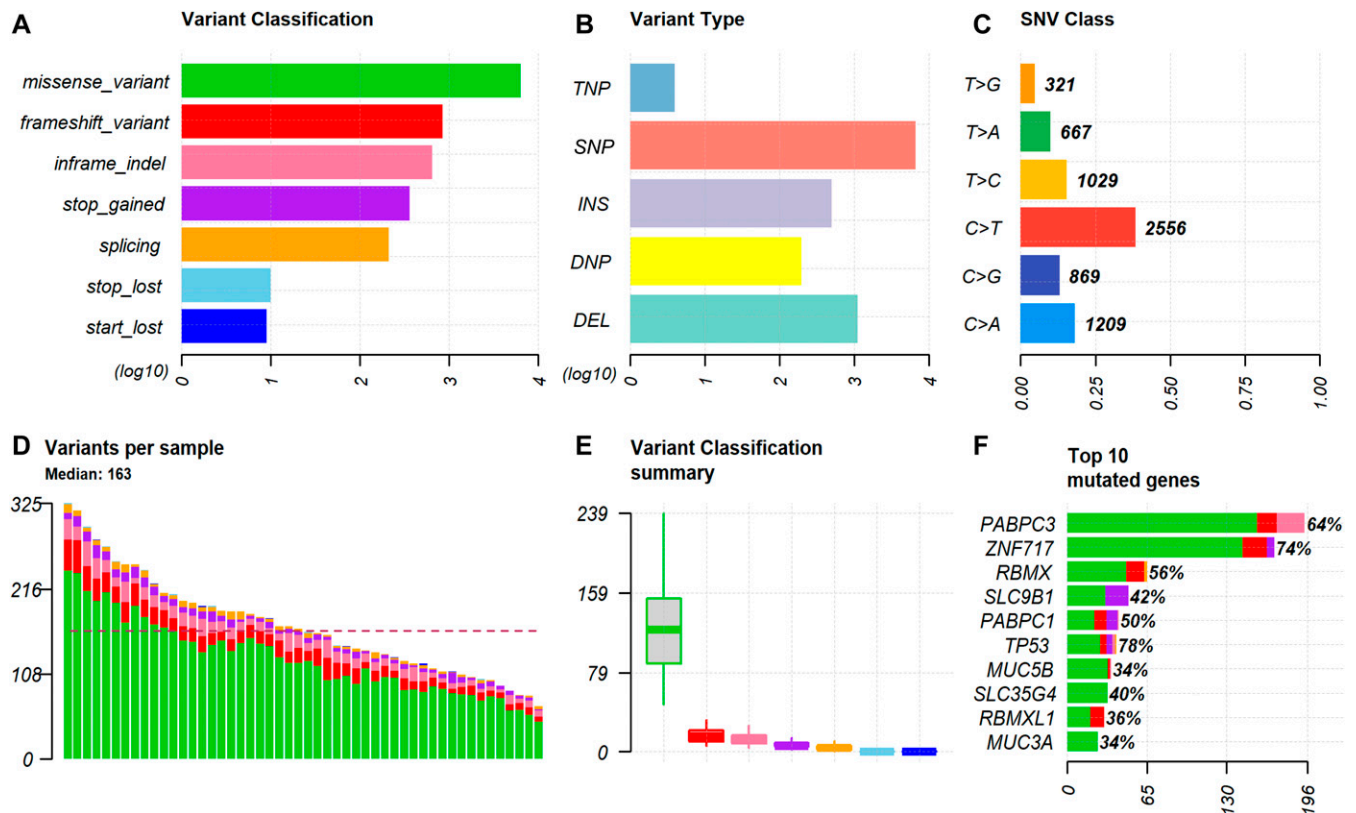 A
Variant Classification
missense_variant
frameshift_variant
inframe_indel
stop_gained
splicing
stop_lost
start_lost
(log10)
0
1
2
3
4
B
Variant Type
TNP
SNP
INS
DNP
DEL
(log10)
0
1
2
3
4
C
SNV Class
T>G
321
T>A
667
T>C
1029
C>T
2556
C>G
869
C>A
1209
0.00
0.25
0.50
0.75
1.00
D
Variants per sample
Median: 163
325
216
108
0
E
Variant Classification
summary
239
159
79
0
F
Top 10
mutated genes
PABPC3
64%
ZNF717
74%
RBMX
56%
SLC9B1
42%
PABPC1
50%
TP53
78%
MUC5B
34%
SLC35G4
40%
RBMXL1
36%
MUC3A
34%
0
65
130
196